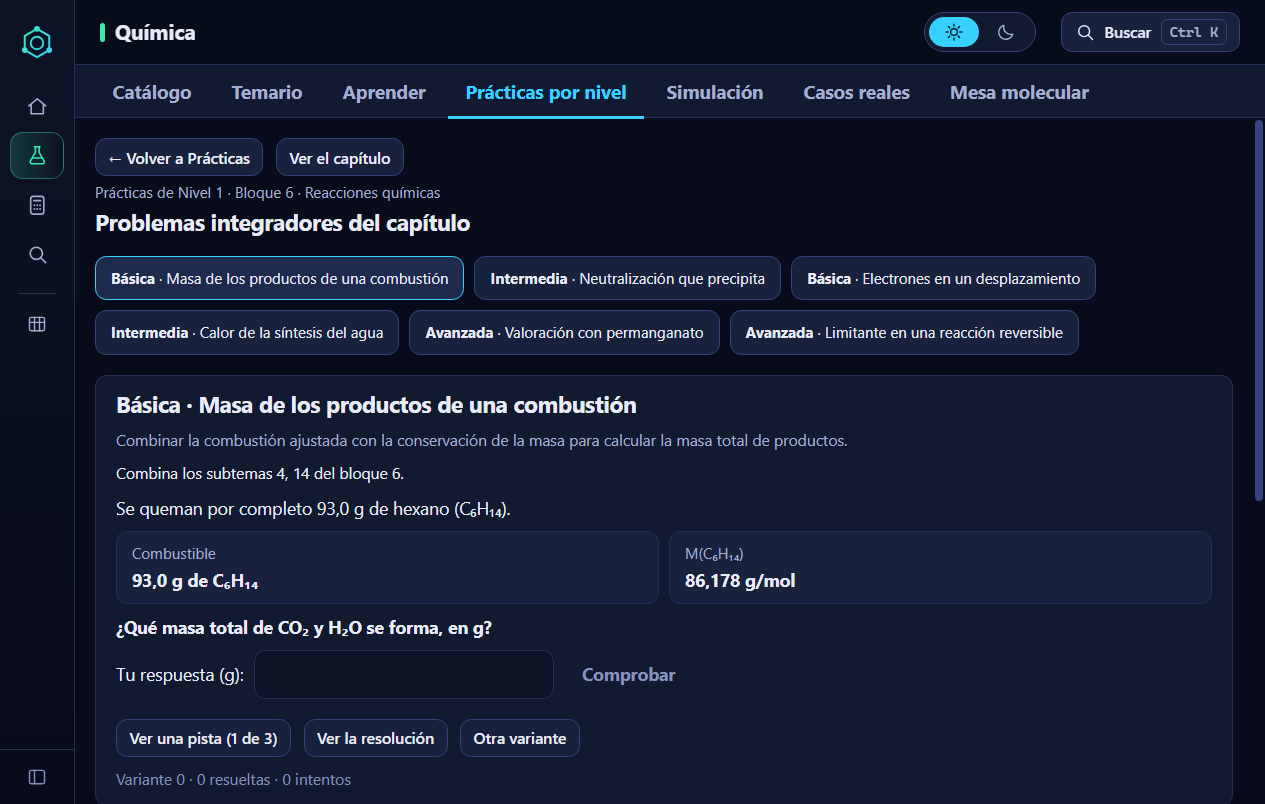 Química
Buscar Ctrl K
Catálogo Temario Aprender Prácticas por nivel Simulación Casos reales Mesa molecular
← Volver a Prácticas Ver el capítulo
Prácticas de Nivel 1 · Bloque 6 · Reacciones químicas
Problemas integradores del capítulo
Básica · Masa de los productos de una combustión Intermedia · Neutralización que precipita Básica · Electrones en un desplazamiento
Intermedia · Calor de la síntesis del agua Avanzada · Valoración con permanganato Avanzada · Limitante en una reacción reversible
Básica · Masa de los productos de una combustión
Combinar la combustión ajustada con la conservación de la masa para calcular la masa total de productos.
Combina los subtemas 4, 14 del bloque 6.
Se queman por completo 93,0 g de hexano (C₆H₁₄).
Combustible
93,0 g de C₆H₁₄
M(C₆H₁₄)
86,178 g/mol
¿Qué masa total de CO₂ y H₂O se forma, en g?
Tu respuesta (g): Comprobar
Ver una pista (1 de 3) Ver la resolución Otra variante
Variante 0 · 0 resueltas · 0 intentos